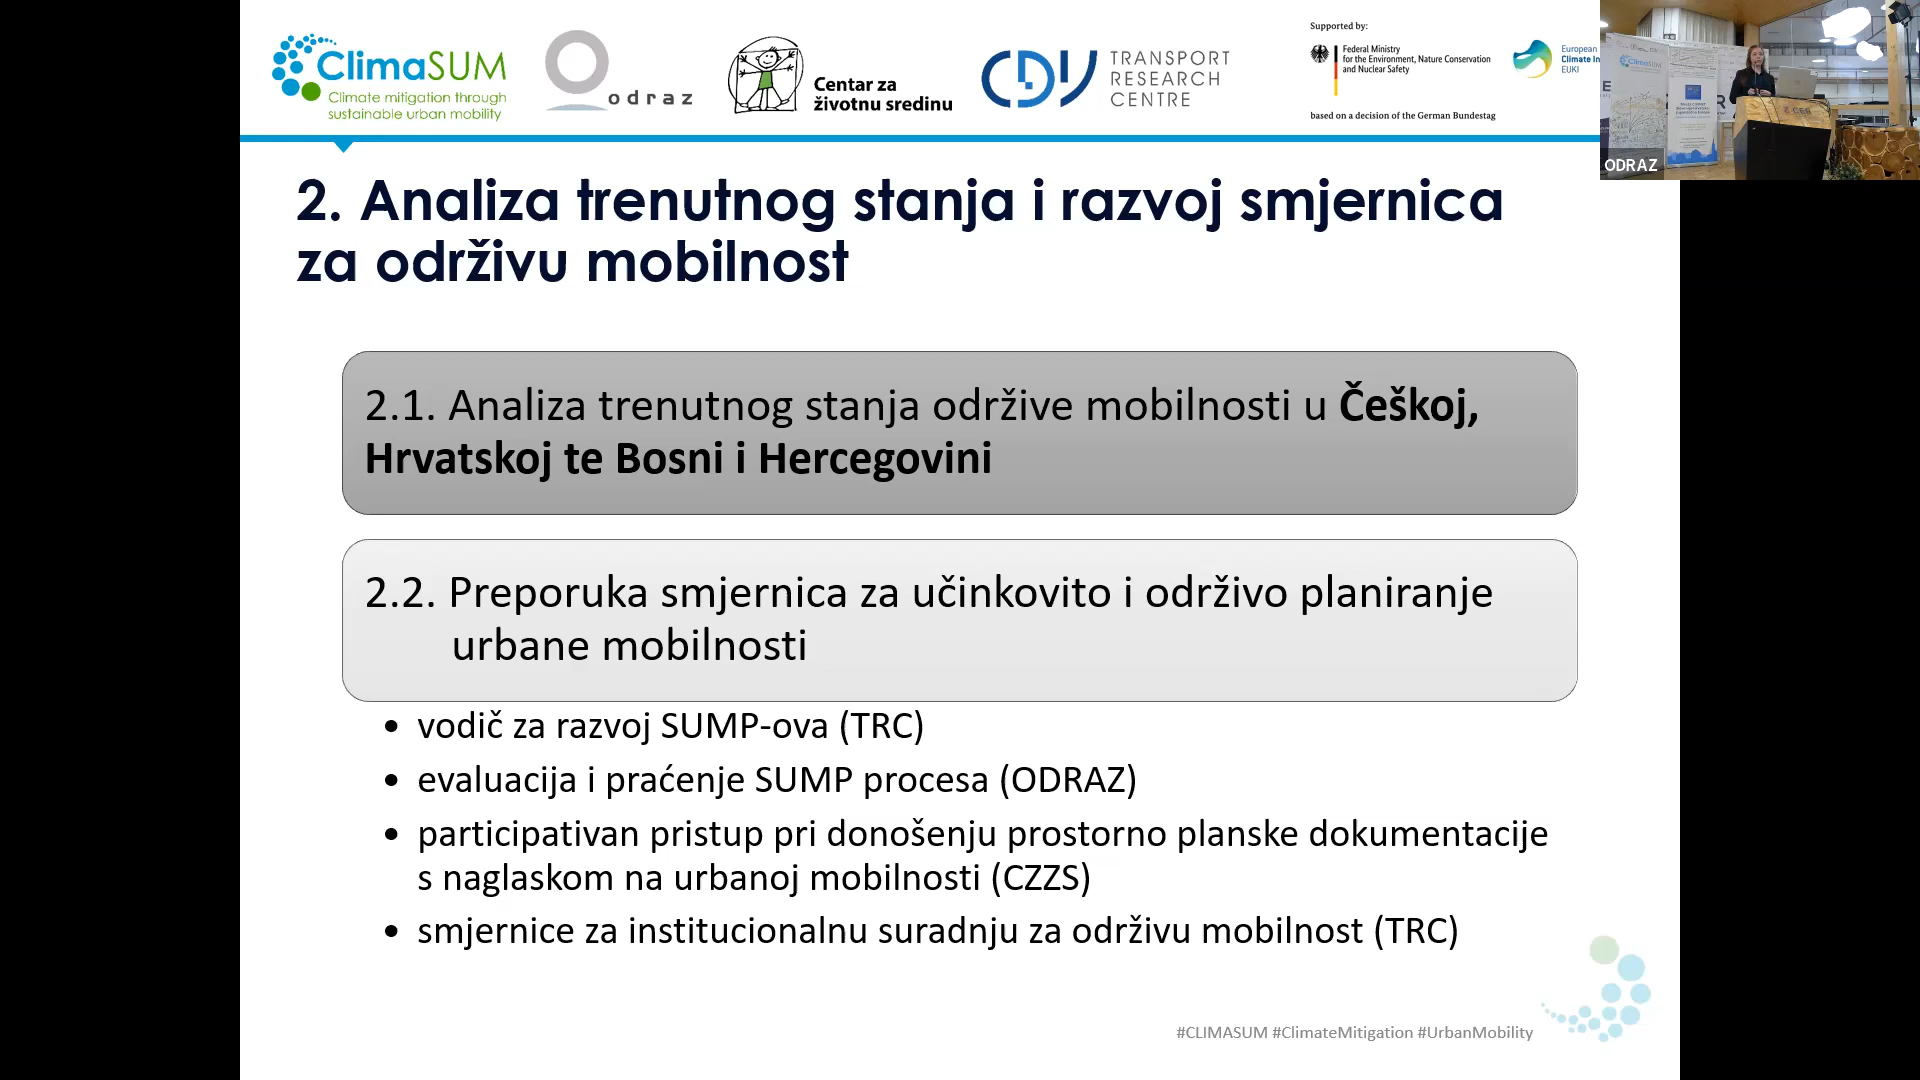 ClimaSUM
Climate mitigation through
sustainable urban mobility
odraz
Centar za
životnu sredinu
CDV
TRANSPORT
RESEARCH
CENTRE
Supported by:
Federal Ministry
for the Environment, Nature Conservation
and Nuclear Safety
based on a decision of the German Bundestag
European
Climate In
EUKI
ClimaSUM
ODRAZ
2. Analiza trenutnog stanja i razvoj smjernica
za održivu mobilnost
2.1. Analiza trenutnog stanja održive mobilnosti u Češkoj,
Hrvatskoj te Bosni i Hercegovini
2.2. Preporuka smjernica za učinkovito i održivo planiranje
urbane mobilnosti
• vodič za razvoj SUMP-ova (TRC)
• evaluacija i praćenje SUMP procesa (ODRAZ)
• participativan pristup pri donošenju prostorno planske dokumentacije
s naglaskom na urbanoj mobilnosti (CZZS)
• smjernice za institucionalnu suradnju za održivu mobilnost (TRC)
#CLIMASUM #ClimateMitigation #UrbanMobility